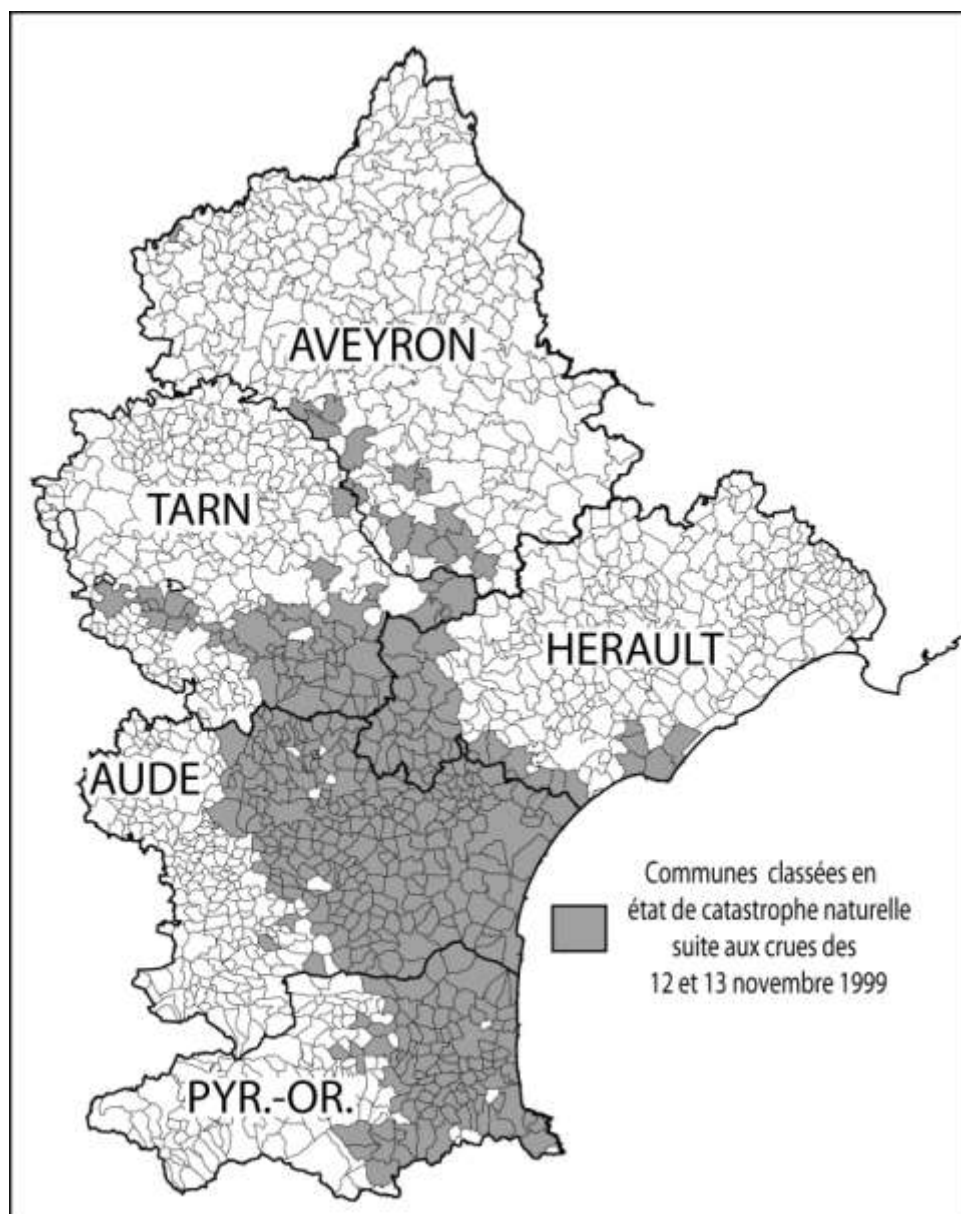 AVEYRON
TARN
HERAULT
AUDE
Communes classées en
état de catastrophe naturelle
suite aux crues des
12 et 13 novembre 1999
PYR.-OR.